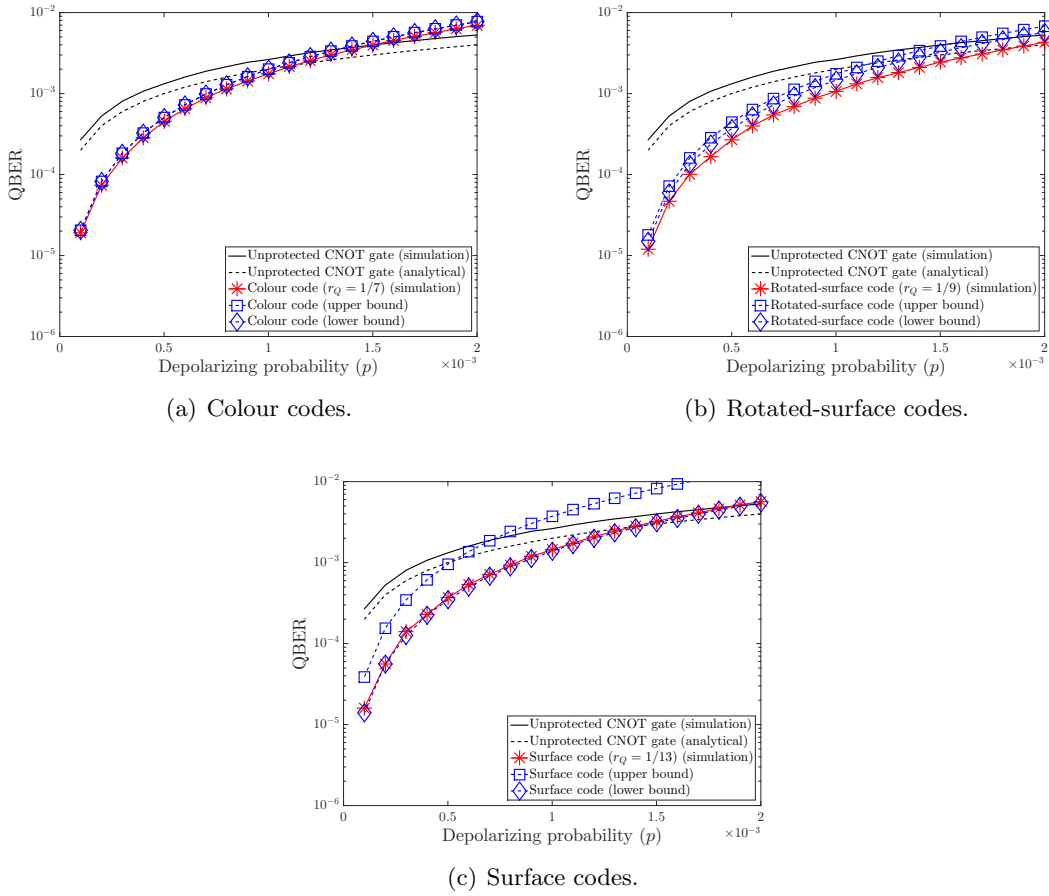 10^{-2}
10^{-3}
10^{-4}
10^{-5}
10^{-6}
QBER
0 0.5 1 1.5 2
×10^{-3}
Depolarizing probability (p)
Unprotected CNOT gate (simulation)
Unprotected CNOT gate (analytical)
Colour code (r_Q = 1/7) (simulation)
Colour code (upper bound)
Colour code (lower bound)
(a) Colour codes.
10^{-2}
10^{-3}
10^{-4}
10^{-5}
10^{-6}
QBER
0 0.5 1 1.5 2
×10^{-3}
Depolarizing probability (p)
Unprotected CNOT gate (simulation)
Unprotected CNOT gate (analytical)
Rotated-surface code (r_Q = 1/9) (simulation)
Rotated-surface code (upper bound)
Rotated-surface code (lower bound)
(b) Rotated-surface codes.
10^{-2}
10^{-3}
10^{-4}
10^{-5}
10^{-6}
QBER
0 0.5 1 1.5 2
×10^{-3}
Depolarizing probability (p)
Unprotected CNOT gate (simulation)
Unprotected CNOT gate (analytical)
Surface code (r_Q = 1/13) (simulation)
Surface code (upper bound)
Surface code (lower bound)
(c) Surface codes.